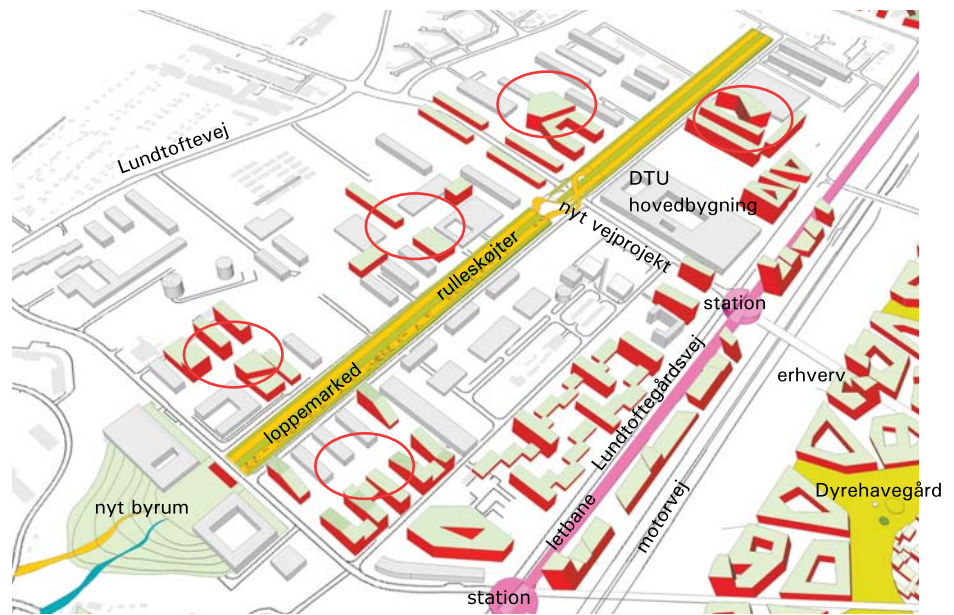 Lundtoftevej
DTU
hovedbygning
nyt vejprojekt
rulleskøjter
station
Lundtoftegårdsvej
erhverv
loppemarked
Dyrehavegård
nyt byrum
letbane
motorvej
station